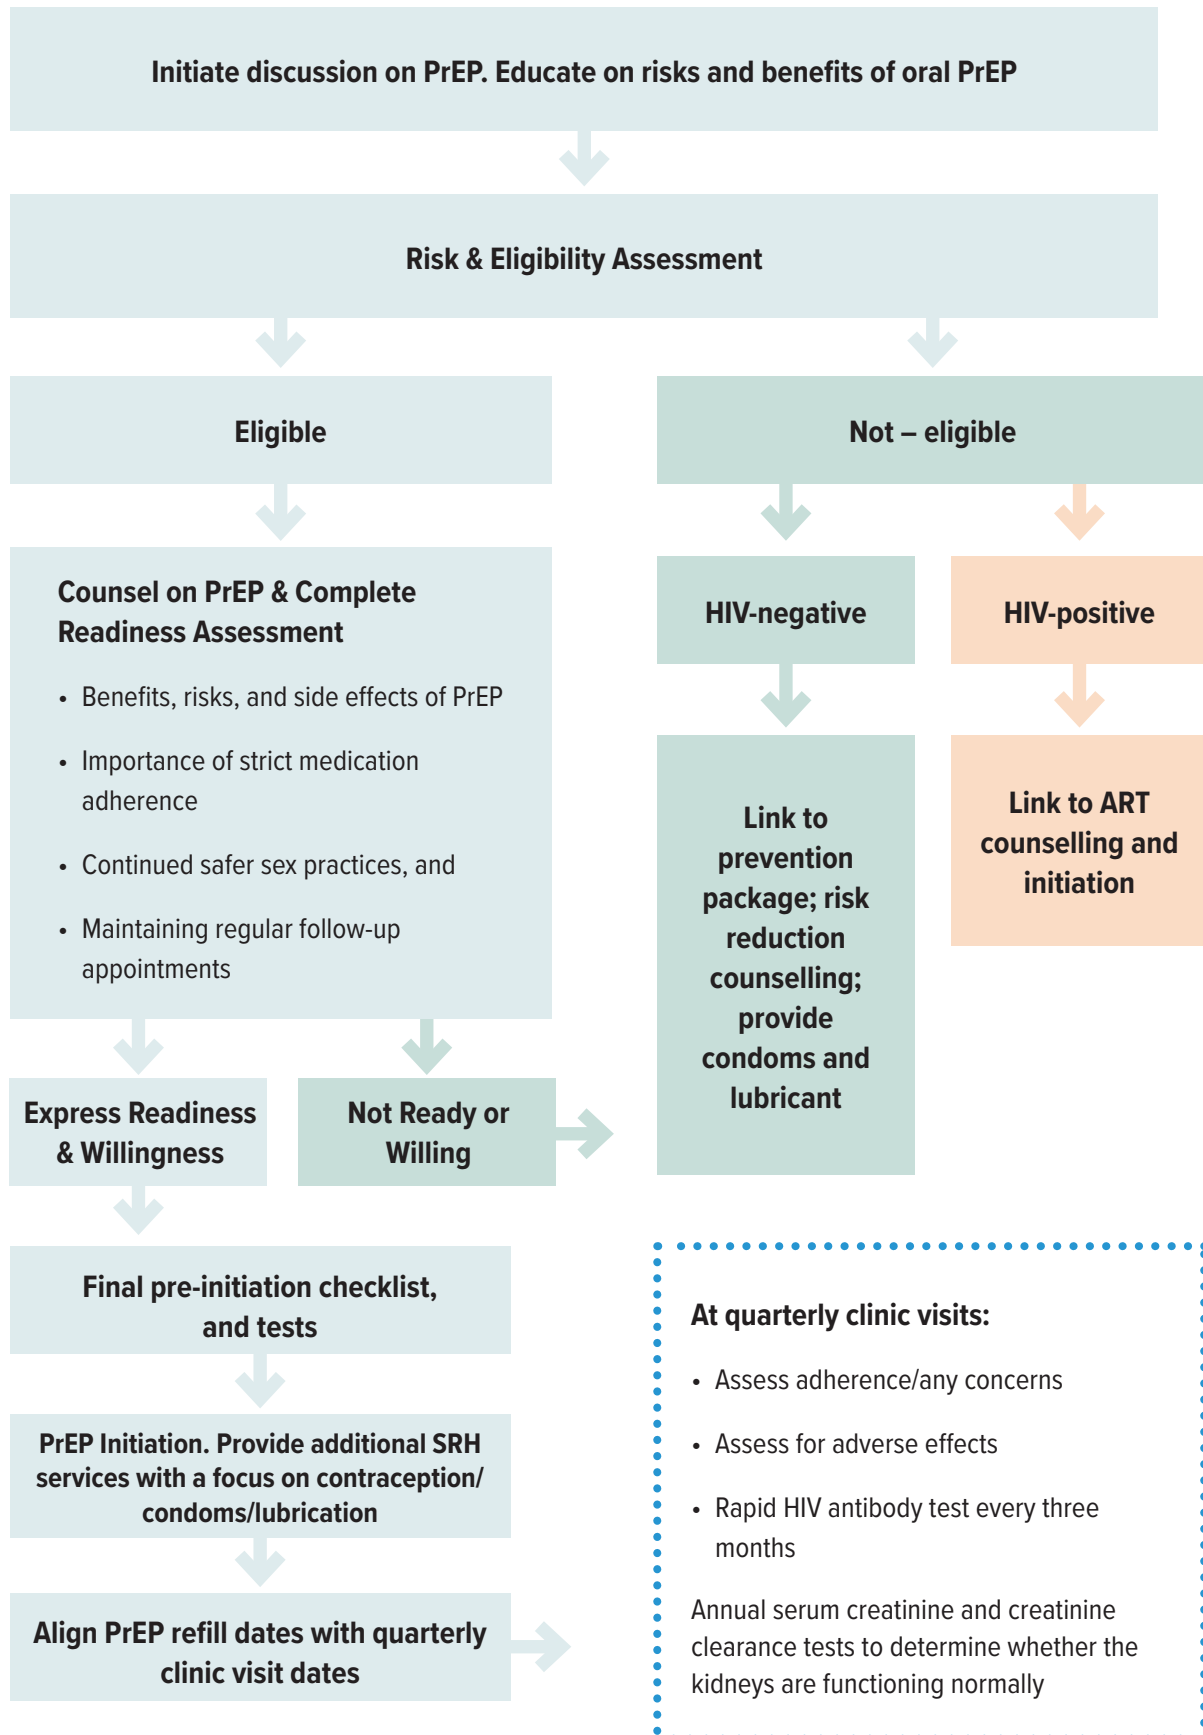 Initiate discussion on PrEP. Educate on risks and benefits of oral PrEP
Risk & Eligibility Assessment
Eligible
Not – eligible
Counsel on PrEP & Complete
Readiness Assessment
• Benefits, risks, and side effects of PrEP
• Importance of strict medication
adherence
• Continued safer sex practices, and
• Maintaining regular follow-up
appointments
HIV-negative
HIV-positive
Link to
prevention
package; risk
reduction
counselling;
provide
condoms and
lubricant
Link to ART
counselling and
initiation
Express Readiness
& Willingness
Not Ready or
Willing
Final pre-initiation checklist,
and tests
PrEP Initiation. Provide additional SRH
services with a focus on contraception/
condoms/lubrication
Align PrEP refill dates with quarterly
clinic visit dates
At quarterly clinic visits:
• Assess adherence/any concerns
• Assess for adverse effects
• Rapid HIV antibody test every three
months
Annual serum creatinine and creatinine
clearance tests to determine whether the
kidneys are functioning normally